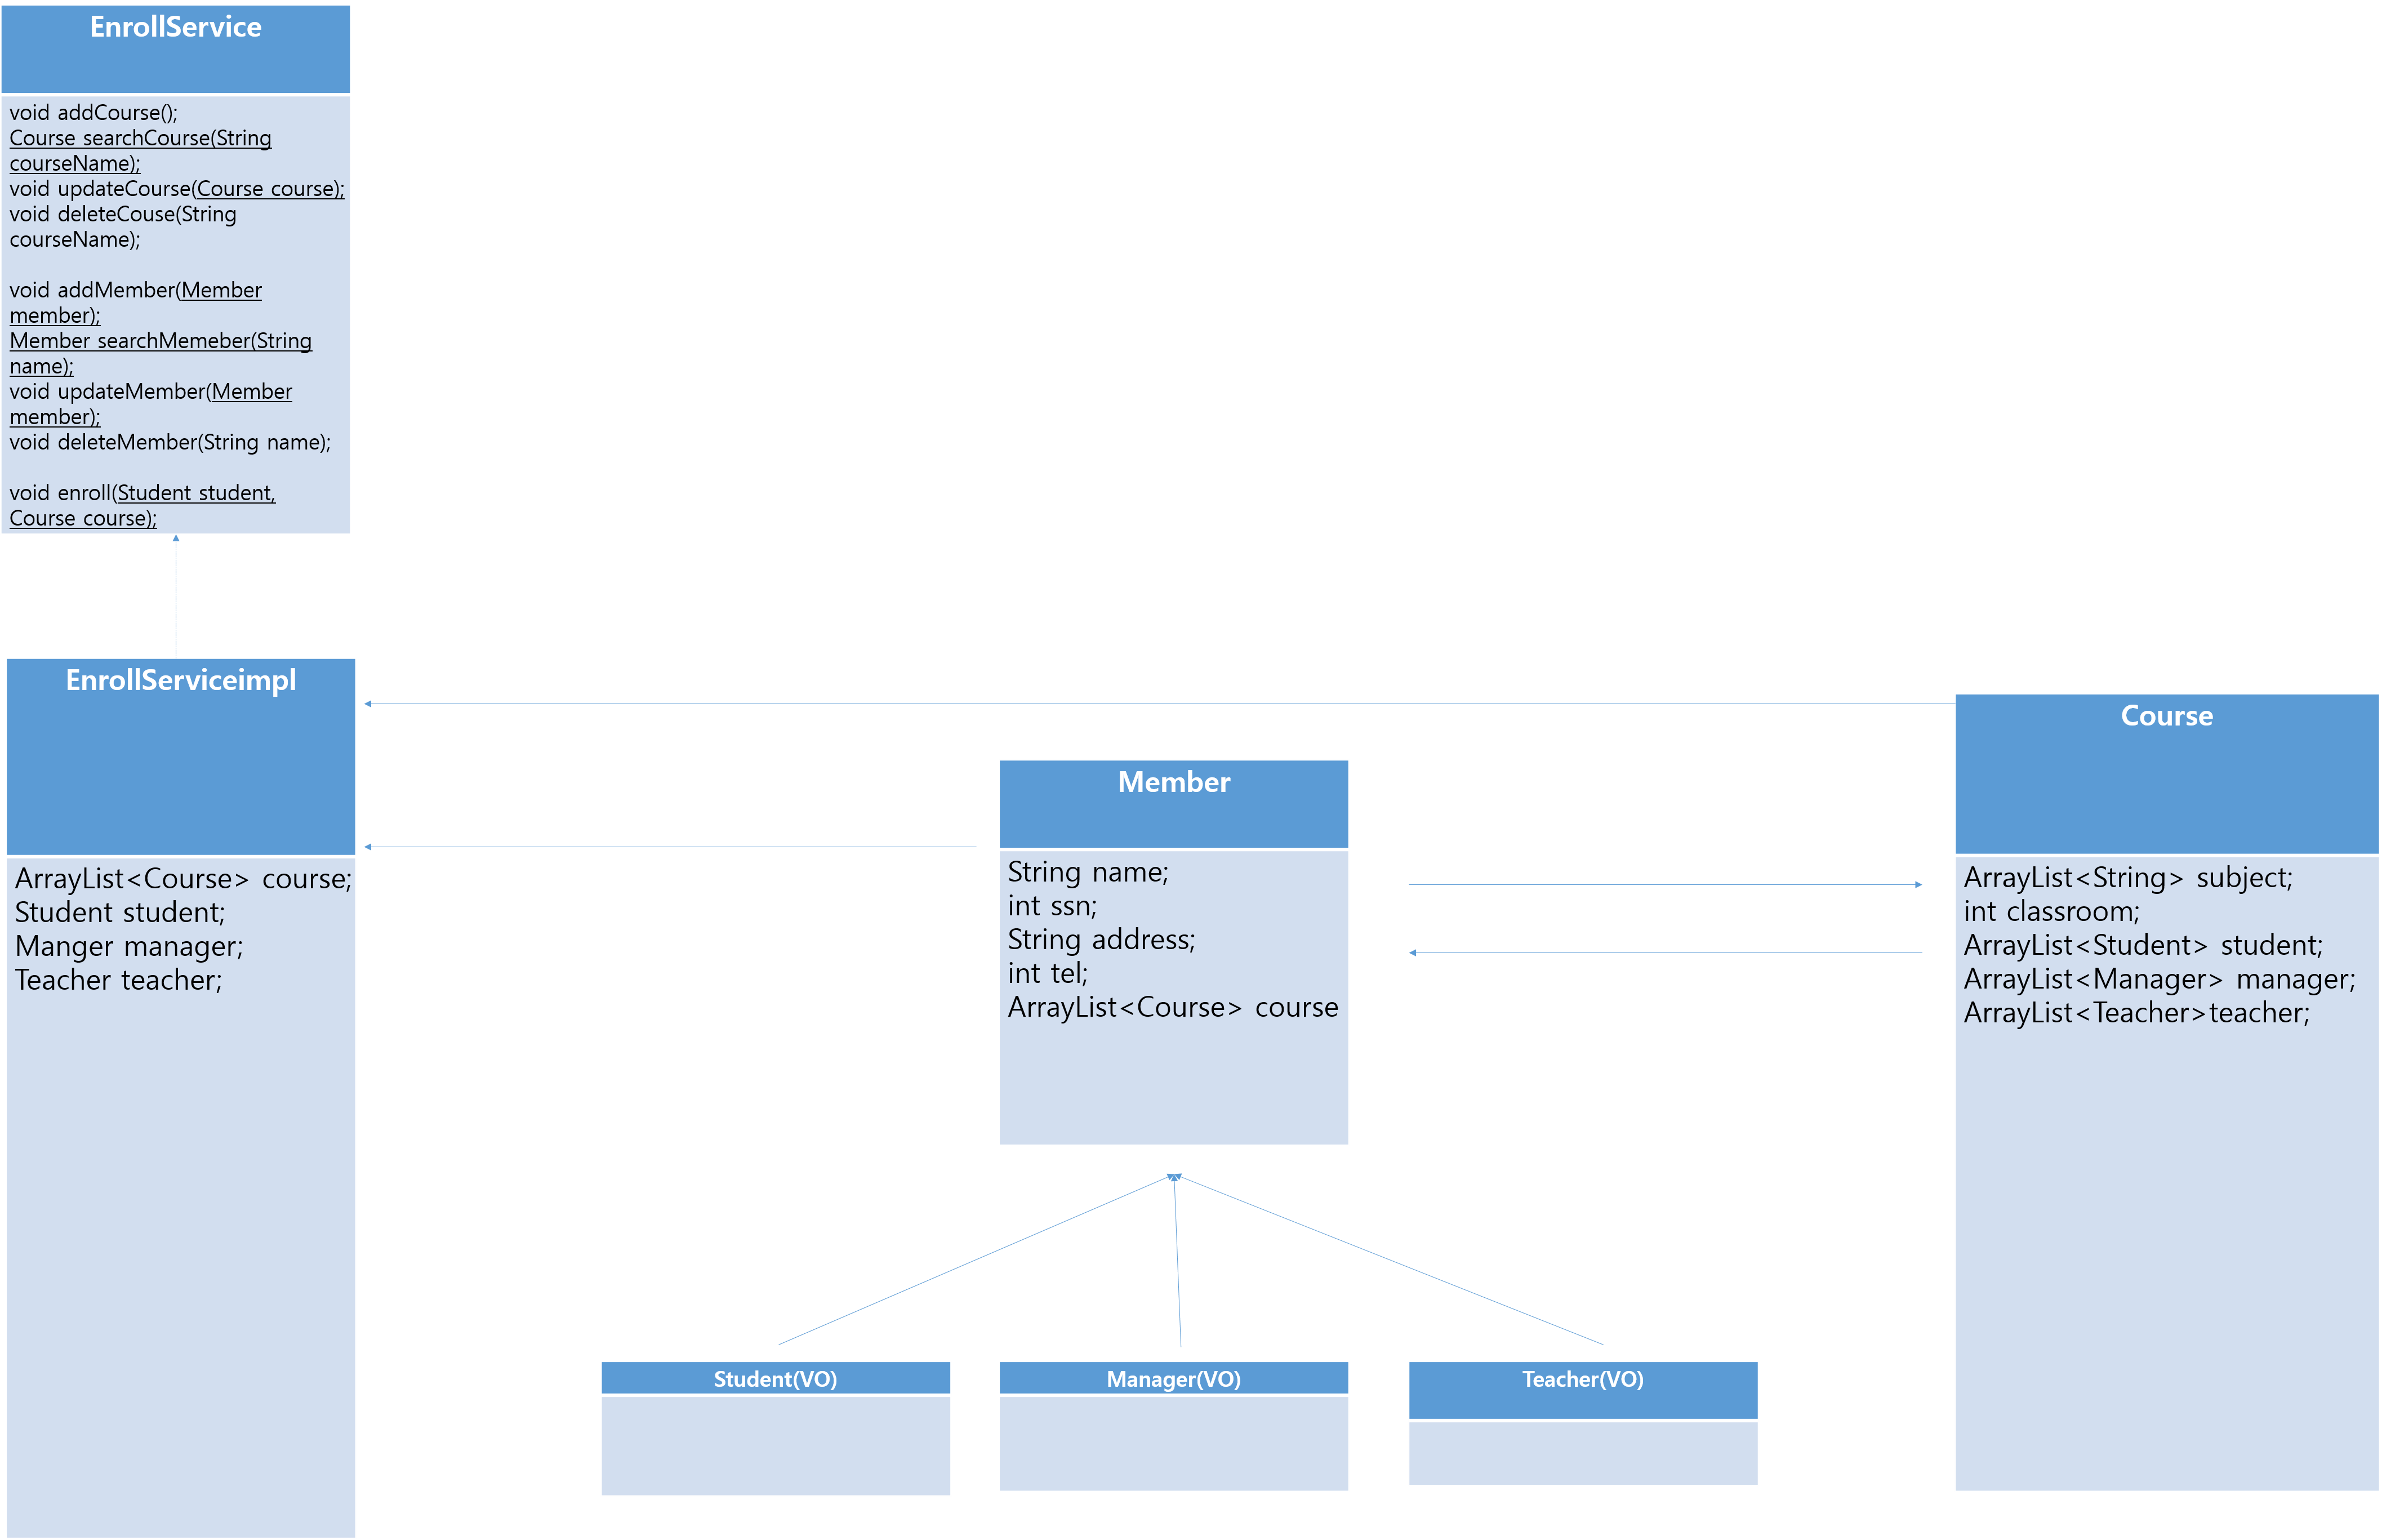 EnrollService
void addCourse();
Course searchCourse(String
courseName);
void updateCourse(Course course);
void deleteCouse(String
courseName);
void addMember(Member
member);
Member searchMemeber(String
name);
void updateMember(Member
member);
void deleteMember(String name);
void enroll(Student student,
Course course);
EnrollServiceimpl
ArrayList<Course> course;
Student student;
Manger manager;
Teacher teacher;
Member
String name;
int ssn;
String address;
int tel;
ArrayList<Course> course
Course
ArrayList<String> subject;
int classroom;
ArrayList<Student> student;
ArrayList<Manager> manager;
ArrayList<Teacher>teacher;
Student(VO)
Manager(VO)
Teacher(VO)